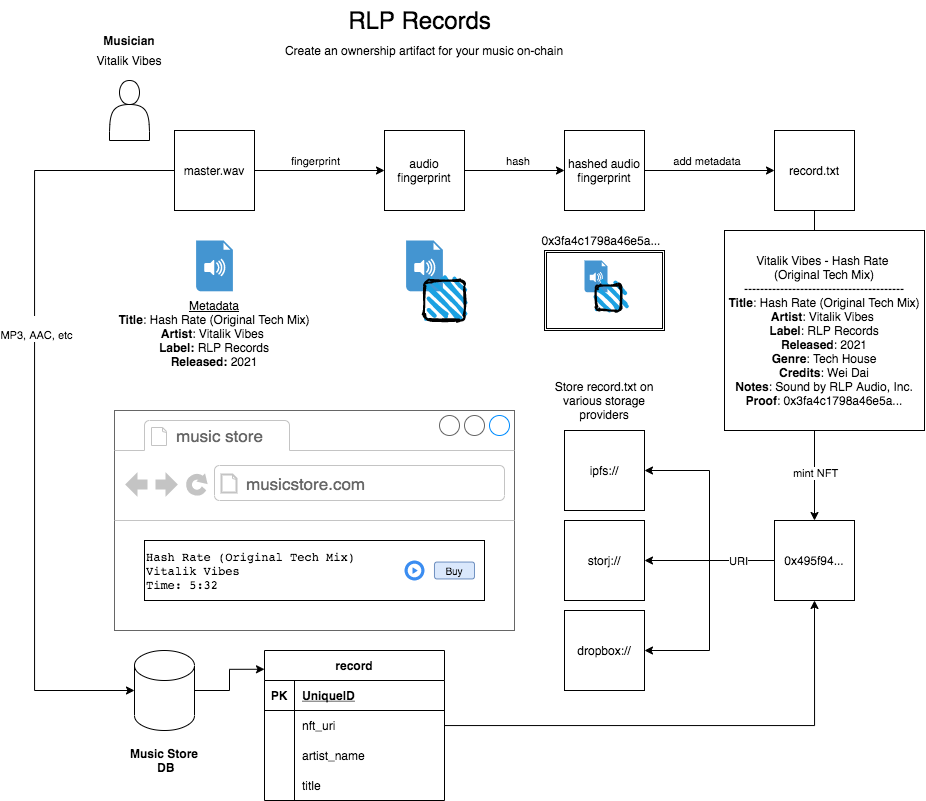 RLP Records
Create an ownership artifact for your music on-chain
Musician
Vitalik Vibes
master.wav
fingerprint
audio
fingerprint
hash
hashed audio
fingerprint
add metadata
record.txt
Metadata
Title: Hash Rate (Original Tech Mix)
Artist: Vitalik Vibes
Label: RLP Records
Released: 2021
0x3fa4c1798a46e5a...
Vitalik Vibes - Hash Rate
(Original Tech Mix)
----------------------------------------
Title: Hash Rate (Original Tech Mix)
Artist: Vitalik Vibes
Label: RLP Records
Released: 2021
Genre: Tech House
Credits: Wei Dai
Notes: Sound by RLP Audio, Inc.
Proof: 0x3fa4c1798a46e5a...
MP3, AAC, etc
Store record.txt on
various storage
providers
ipfs://
storj://
dropbox://
URI
mint NFT
0x495f94...
music store
musicstore.com
Hash Rate (Original Tech Mix)
Vitalik Vibes
Time: 5:32
Buy
Music Store
DB
record
PK
UniqueID
nft_uri
artist_name
title